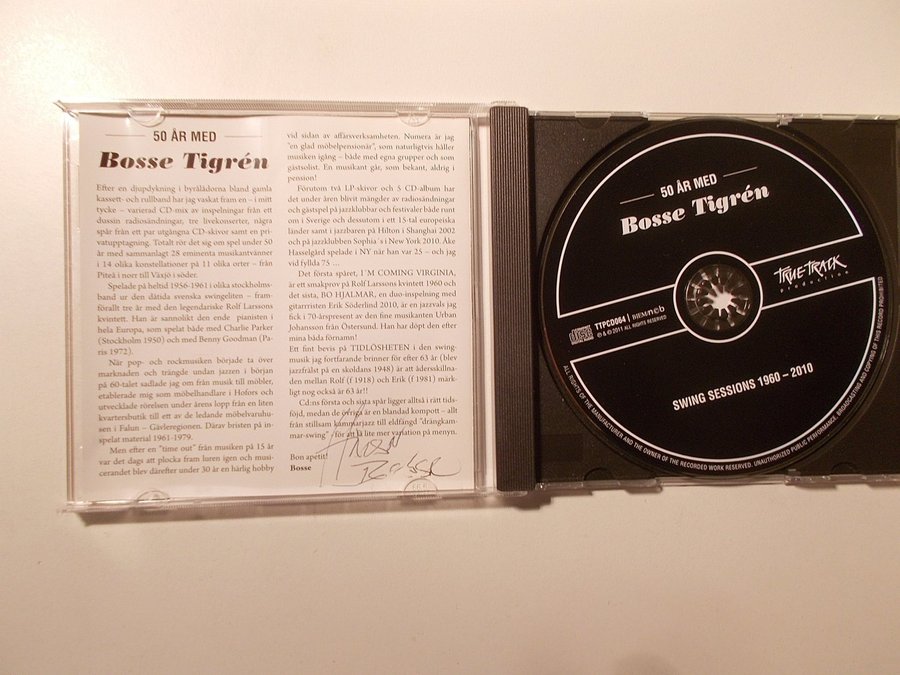 50 ÅR MED
Bosse Tigrén
Efter en djupdykning i byrålådorna bland gamla
kassett- och rullband har jag vaskat fram en – i mitt
tycke – varierad CD-mix av inspelningar från ett
dussin radiosändningar, tre livekonserter, några
spår från ett par utgångna CD-skivor samt en pri-
vatupptagning. Totalt rör det sig om spel under 50
år med sammanlagt 28 eminenta musikantvänner
i 14 olika konstellationer på 11 olika orter – från
Piteå i norr till Växjö i söder.
Spelade på heltid 1956-1961 i olika stockholms-
band ur den dåtida svenska swingeliten – fram-
förallt tre år med den legendariske Rolf Larssons
kvintett. Han är sannolikt den ende pianisten i
hela Europa, som spelat både med Charlie Parker
(Stockholm 1950) och med Benny Goodman (Pa-
ris 1972).
När pop- och rockmusiken började ta över
marknaden och trängde undan jazzen i början
på 60-talet sadlade jag om från musik till möbler,
etablerade mig som möbelhandlare i Hofors och
utvecklade rörelsen under årens lopp från en liten
kvartersbutik till ett av de ledande möbelvaruhu-
sen i Falun – Gävleregionen. Därav bristen på in-
spelat material 1961-1979.
Men efter en "time out" från musiken på 15 år
var det dags att plocka fram luren igen och musi-
cerandet blev därefter under 30 år en härlig hobby
vid sidan av affärsverksamheten. Numera är jag
"en glad möbelpensionär", som naturligtvis håller
musiken igång – både med egna grupper och som
gästsolist. En musikant går, som bekant, aldrig i
pension!
Förutom två LP-skivor och 5 CD-album har
det under åren blivit mängder av radiosändningar
och gästspel på jazzklubbar och festivaler både runt
om i Sverige och dessutom i ett 15-tal europeiska
länder samt i jazzbaren på Hilton i Shanghai 2002
och på jazzklubben Sophia´s i New York 2010. Åke
Hasselgård spelade i NY när han var 25 – och jag
vid fyllda 75 ...
Det första spåret, I´M COMING VIRGINIA,
är ett smakprov på Rolf Larssons kvintett 1960 och
det sista, BO HJALMAR, en duo-inspelning med
gitarristen Erik Söderlind 2010, är en jazzvals jag
fick i 70-årspresent av den fine musikanten Urban
Johansson från Östersund. Han har döpt den efter
mina båda förnamn!
Ett fint bevis på TIDLÖSHETEN i den swing-
musik jag fortfarande brinner för efter 63 år (blev
jazzfrälst på en skoldans 1948) är att åldersskilla-
den mellan Rolf (f 1918) och Erik (f 1981) märk-
ligt nog också är 63 år!!
Cd:ns första och sista spår ligger alltså i rätt tids-
följd, medan de övriga är en blandad kompott – allt
från stillsam kammarjazz till eldfängd "drängkam-
mar-swing" – för att få lite mer variation på menyn.
Bon apetit!
Bosse
Bosse
50 ÅR MED
Bosse Tigrén
TRUE TRACK
production
TTPCD064
© & ℗ 2011 ALL RIGHTS RESERVED
SWING SESSIONS 1960 – 2010
ALL RIGHTS OF THE MANUFACTURER AND THE OWNER OF THE RECORDED WORK RESERVED. UNAUTHORIZED PUBLIC PERFORMANCE, BROADCASTING AND COPYING OF THIS RECORD PROHIBITED